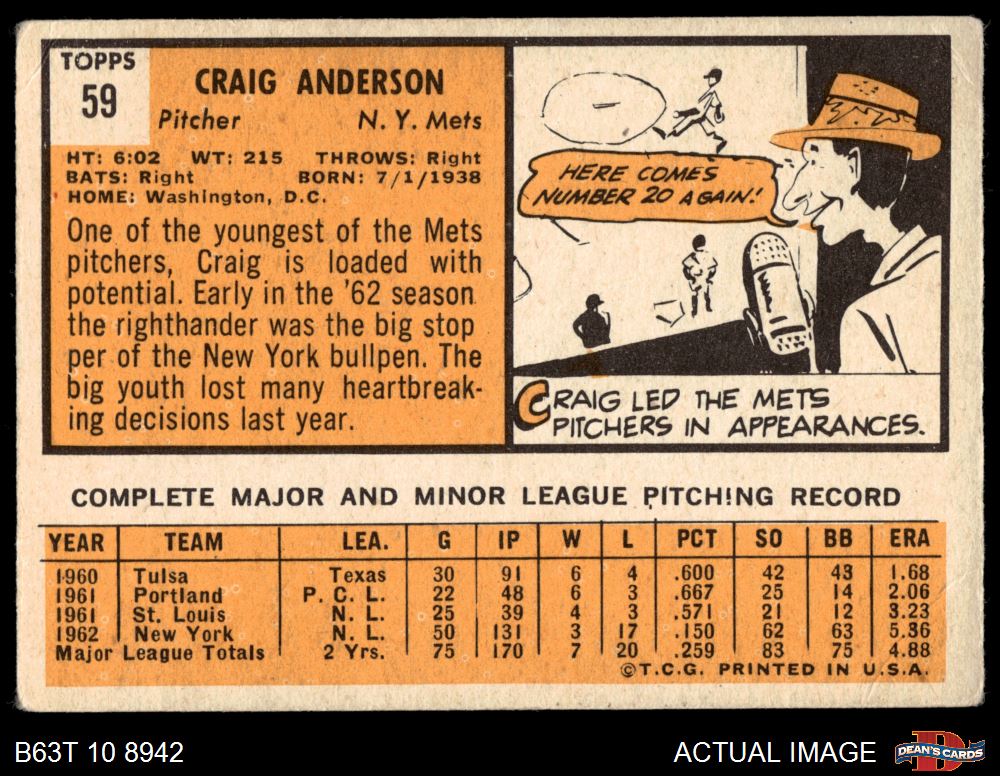 TOPPS
59
CRAIG ANDERSON
Pitcher N. Y. Mets
HT: 6:02 WT: 215 THROWS: Right
BATS: Right BORN: 7/1/1938
HOME: Washington, D.C.
One of the youngest of the Mets
pitchers, Craig is loaded with
potential. Early in the '62 season
the righthander was the big stop
per of the New York bullpen. The
big youth lost many heartbreak-
ing decisions last year.
HERE COMES
NUMBER 20 AGAIN!
CRAIG LED THE METS
PITCHERS IN APPEARANCES.
COMPLETE MAJOR AND MINOR LEAGUE PITCHING RECORD
YEAR TEAM LEA. G IP W L PCT SO BB ERA
1960 Tulsa Texas 30 91 6 4 .600 42 43 1.68
1961 Portland P. C. L. 22 48 6 3 .667 25 14 2.06
1961 St. Louis N. L. 25 39 4 3 .571 21 12 3.23
1962 New York N. L. 50 131 3 17 .150 62 63 5.36
Major League Totals 2 Yrs. 75 170 7 20 .259 83 75 4.88
©T.C.G. PRINTED IN U.S.A.
B63T 10 8942 ACTUAL IMAGE DEAN'S CARDS